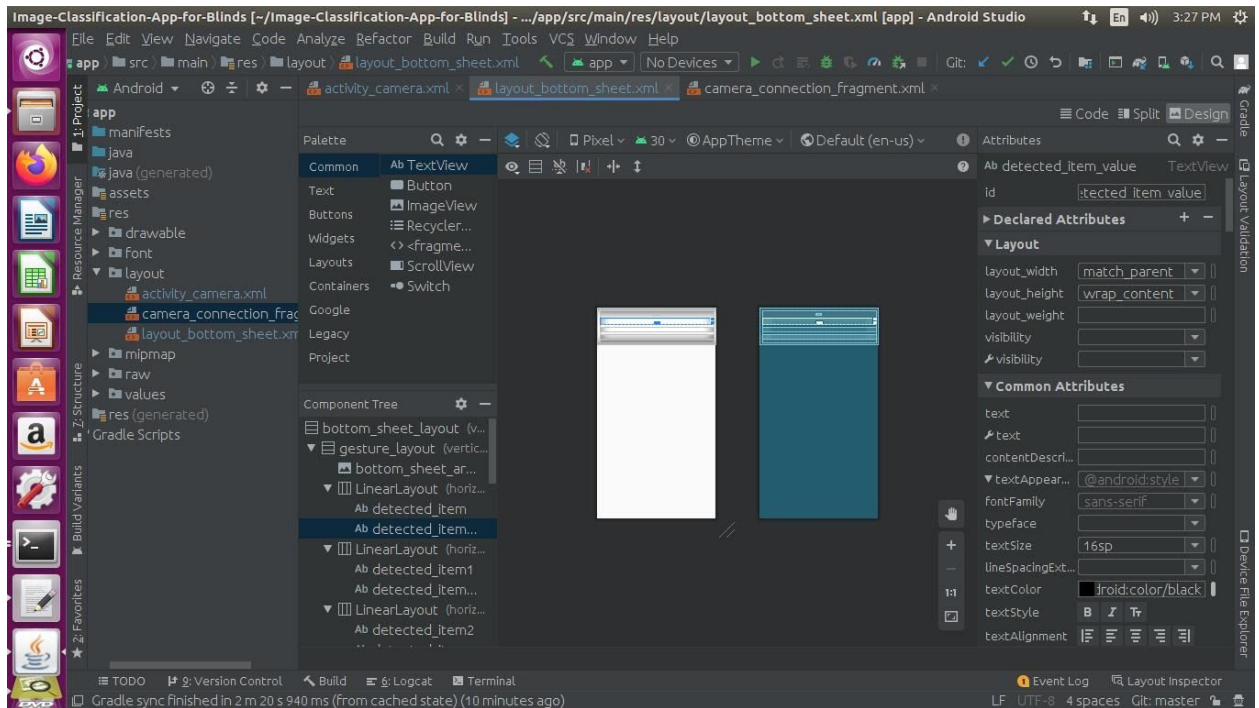 Image-Classification-App-for-Blinds [~/Image-Classification-App-for-Blinds] - .../app/src/main/res/layout/layout_bottom_sheet.xml [app] - Android Studio En 3:27 PM
File Edit View Navigate Code Analyze Refactor Build Run Tools VCS Window Help
app src main res layout layout_bottom_sheet.xml app No Devices Git:
Android activity_camera.xml layout_bottom_sheet.xml camera_connection_fragment.xml
Code Split Design
1: Project
Resource Manager
7: Structure
Build Variants
2: Favorites
app
manifests
java
java (generated)
assets
res
drawable
font
layout
activity_camera.xml
camera_connection_frag
layout_bottom_sheet.xm
mipmap
raw
values
res (generated)
Gradle Scripts
Palette
Common
Text
Buttons
Widgets
Layouts
Containers
Google
Legacy
Project
Ab TextView
Button
ImageView
Recycler...
<> <fragme...
ScrollView
Switch
Component Tree
bottom_sheet_layout (v...
gesture_layout (vertic...
bottom_sheet_ar...
LinearLayout (horiz...
Ab detected_item
Ab detected_item...
LinearLayout (horiz...
Ab detected_item1
Ab detected_item...
LinearLayout (horiz...
Ab detected_item2
Pixel 30 AppTheme Default (en-us)
1:1
Attributes
Ab detected_item_value TextView
id :tected_item_value
Declared Attributes + −
Layout
layout_width match_parent
layout_height wrap_content
layout_weight
visibility
visibility
Common Attributes
text
text
contentDescri...
textAppear... @android:style
fontFamily sans-serif
typeface
textSize 16sp
lineSpacingExt...
textColor droid:color/black
textStyle B I Tт
textAlignment
Gradle
Layout Validation
Device File Explorer
TODO 9: Version Control Build 6: Logcat Terminal Event Log Layout Inspector
Gradle sync finished in 2 m 20 s 940 ms (from cached state) (10 minutes ago) LF UTF-8 4 spaces Git: master